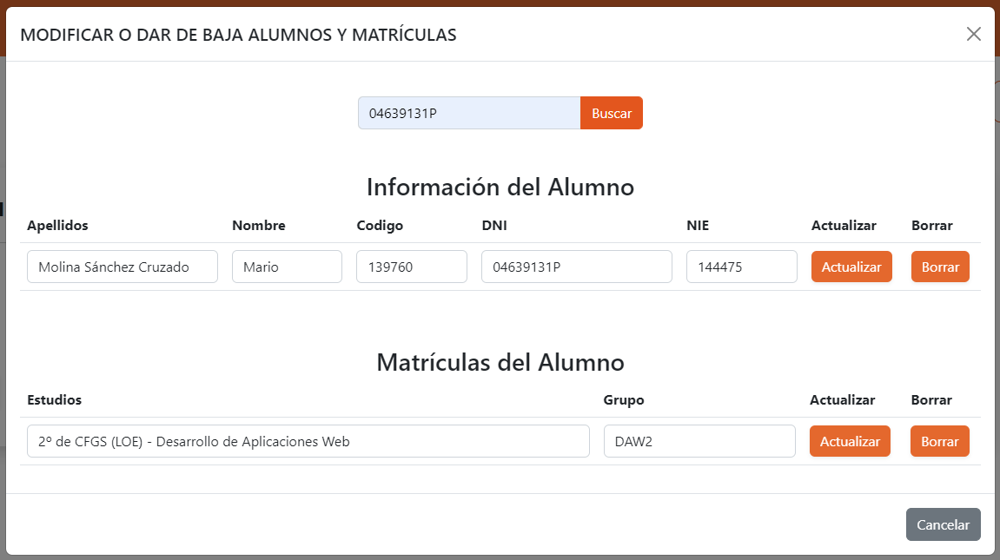 MODIFICAR O DAR DE BAJA ALUMNOS Y MATRÍCULAS
04639131P Buscar
Información del Alumno
Apellidos Nombre Codigo DNI NIE Actualizar Borrar
Molina Sánchez Cruzado Mario 139760 04639131P 144475 Actualizar Borrar
Matrículas del Alumno
Estudios Grupo Actualizar Borrar
2º de CFGS (LOE) - Desarrollo de Aplicaciones Web DAW2 Actualizar Borrar
Cancelar